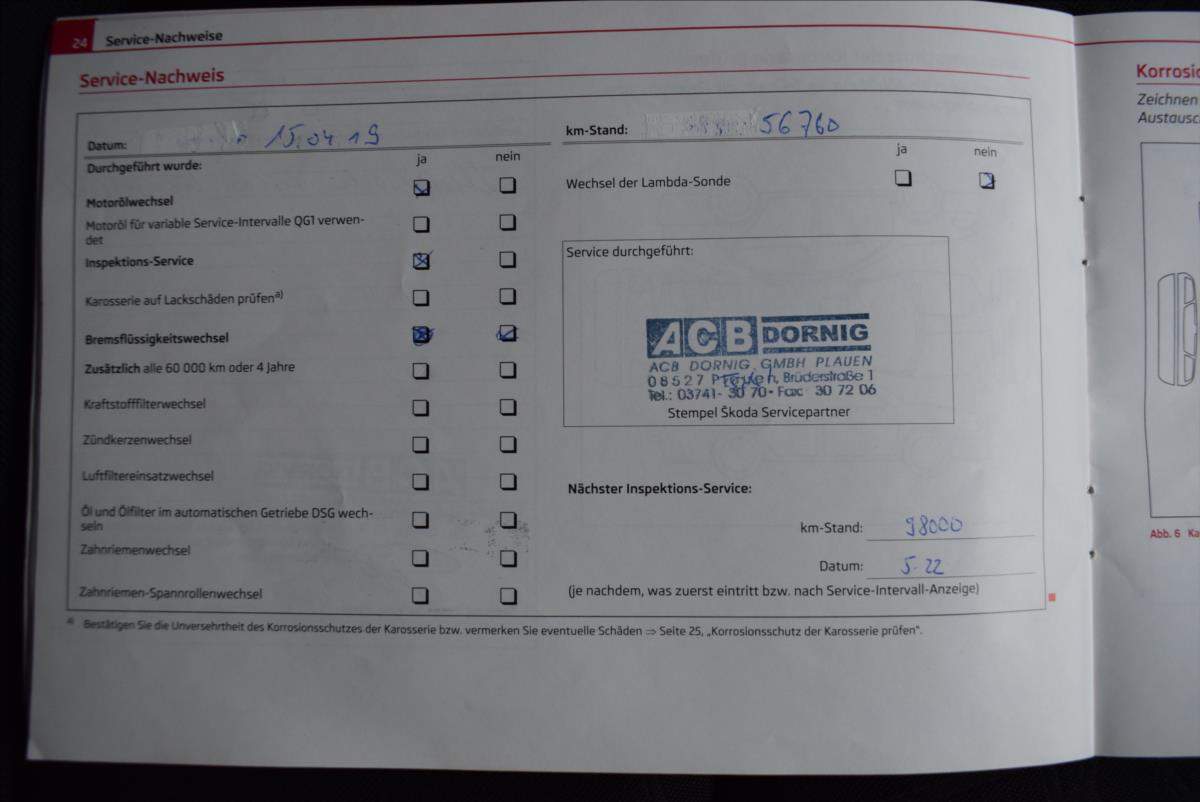 24 Service-Nachweise
Service-Nachweis
Datum: 15.04 19
Durchgeführt wurde: ja nein
Motorölwechsel
Motoröl für variable Service-Intervalle QG1 verwen-
det
Inspektions-Service
Karosserie auf Lackschäden prüfen a)
Bremsflüssigkeitswechsel
Zusätzlich alle 60 000 km oder 4 Jahre
Kraftstofffilterwechsel
Zündkerzenwechsel
Luftfiltereinsatzwechsel
Öl und Ölfilter im automatischen Getriebe DSG wech-
seln
Zahnriemenwechsel
Zahnriemen-Spannrollenwechsel
km-Stand: 56760
ja nein
Wechsel der Lambda-Sonde
Service durchgeführt:
ACB DORNIG
ACB DORNIG GMBH PLAUEN
08527 Brüderstraße 1
Tel.: 03741- 30 70 • Fax: 30 72 06
Stempel Škoda Servicepartner
Nächster Inspektions-Service:
km-Stand: 98000
Datum: 5.22
(je nachdem, was zuerst eintritt bzw. nach Service-Intervall-Anzeige)
a) Bestätigen Sie die Unversehrtheit des Korrosionsschutzes der Karosserie bzw. vermerken Sie eventuelle Schäden ⇒ Seite 25, „Korrosionsschutz der Karosserie prüfen“.
Korrosio
Zeichnen
Austausc
Abb. 6 Ka